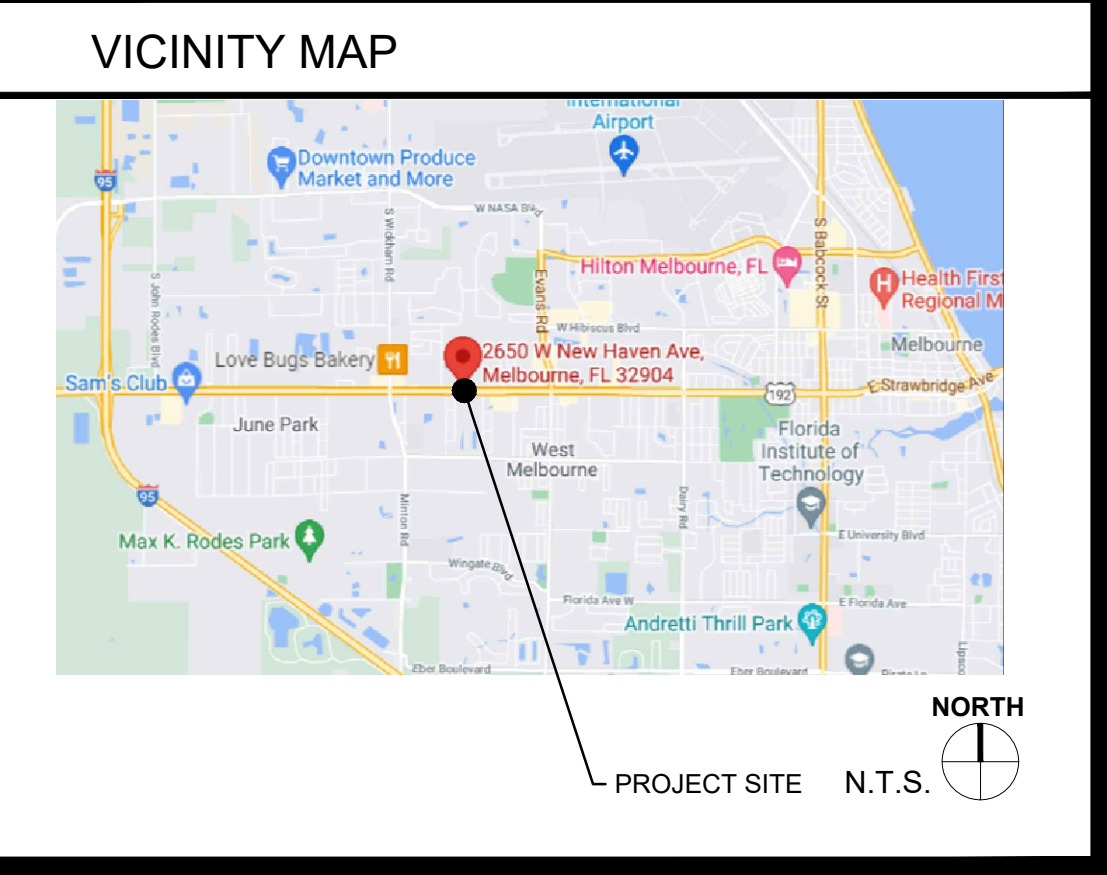 VICINITY MAP
International
Airport
Downtown Produce
Market and More
95
W NASA Blvd
S Wickham Rd
S Babcock St
Hilton Melbourne, FL
Health First
Regional M
S John Rodes Blvd
Evans Rd
W Hibiscus Blvd
Melbourne
Love Bugs Bakery
2650 W New Haven Ave,
Melbourne, FL 32904
Sam's Club
192
E Strawbridge Ave
June Park
Florida
Institute of
Technology
West
Melbourne
95
Minton Rd
Dairy Rd
Max K. Rodes Park
E University Blvd
Wingate Blvd
Florida Ave W
E Florida Ave
Andretti Thrill Park
Eber Boulevard
Eber Boulevard
Lipsco
NORTH
PROJECT SITE
N.T.S.